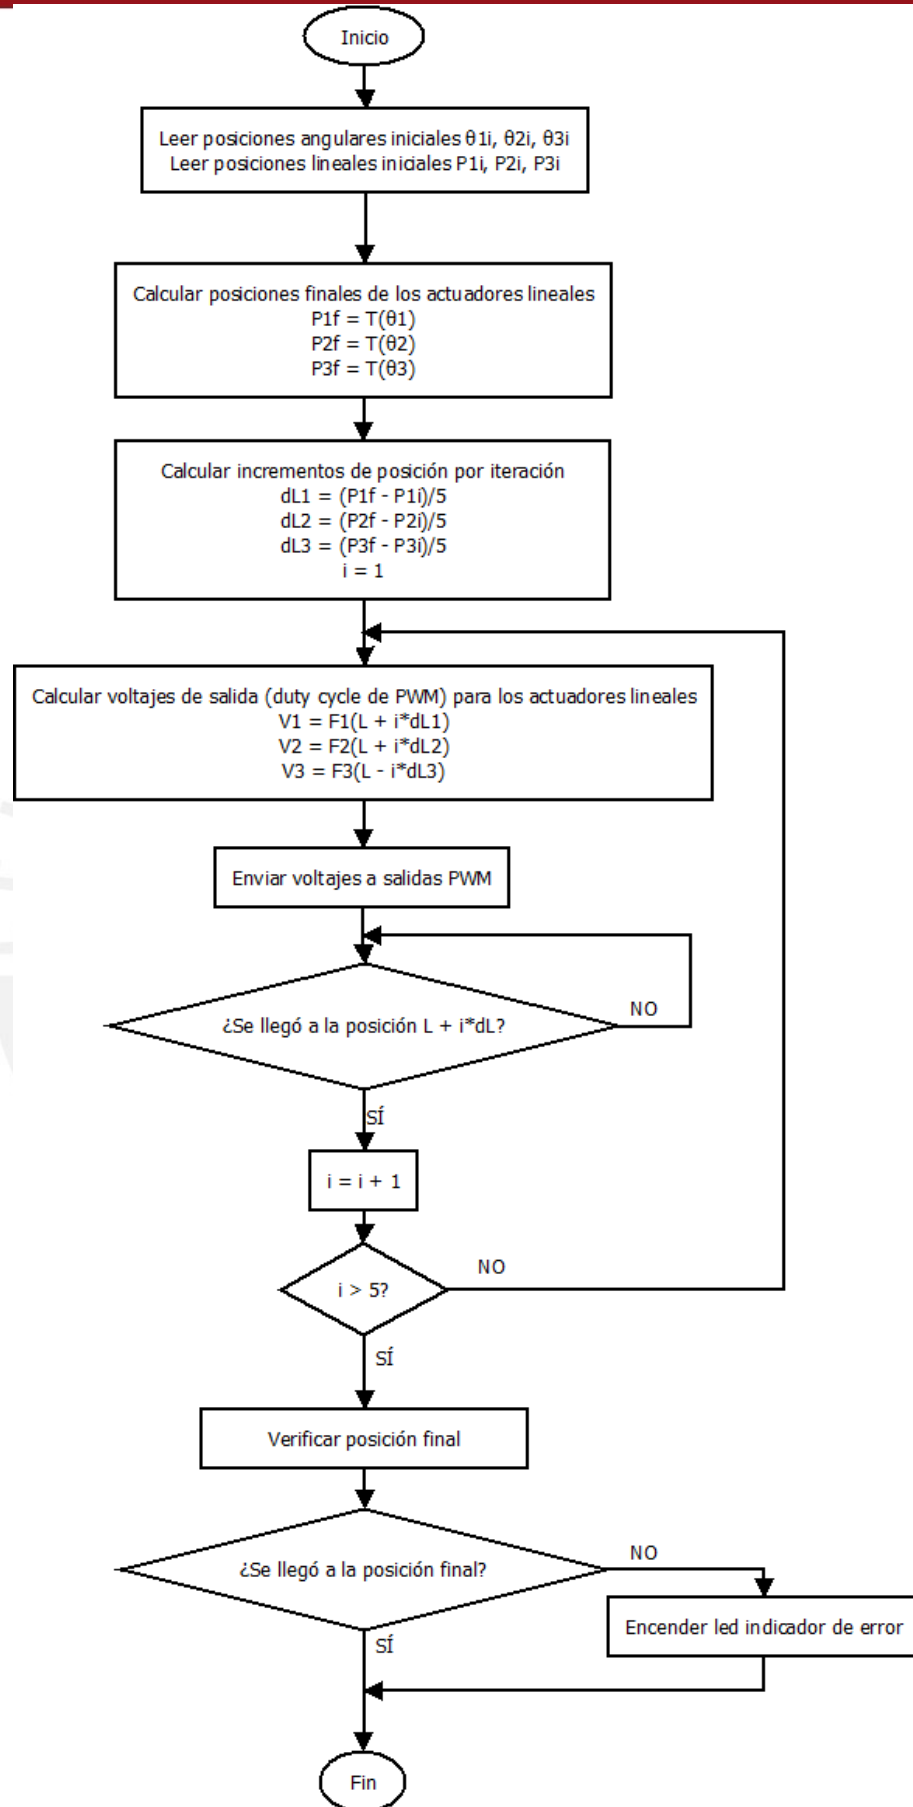 Inicio
Leer posiciones angulares iniciales θ1i, θ2i, θ3i
Leer posiciones lineales iniciales P1i, P2i, P3i
Calcular posiciones finales de los actuadores lineales
P1f = T(θ1)
P2f = T(θ2)
P3f = T(θ3)
Calcular incrementos de posición por iteración
dL1 = (P1f - P1i)/5
dL2 = (P2f - P2i)/5
dL3 = (P3f - P3i)/5
i = 1
Calcular voltajes de salida (duty cycle de PWM) para los actuadores lineales
V1 = F1(L + i*dL1)
V2 = F2(L + i*dL2)
V3 = F3(L - i*dL3)
Enviar voltajes a salidas PWM
¿Se llegó a la posición L + i*dL?
NO
SÍ
i = i + 1
i > 5?
NO
SÍ
Verificar posición final
¿Se llegó a la posición final?
NO
Encender led indicador de error
SÍ
Fin